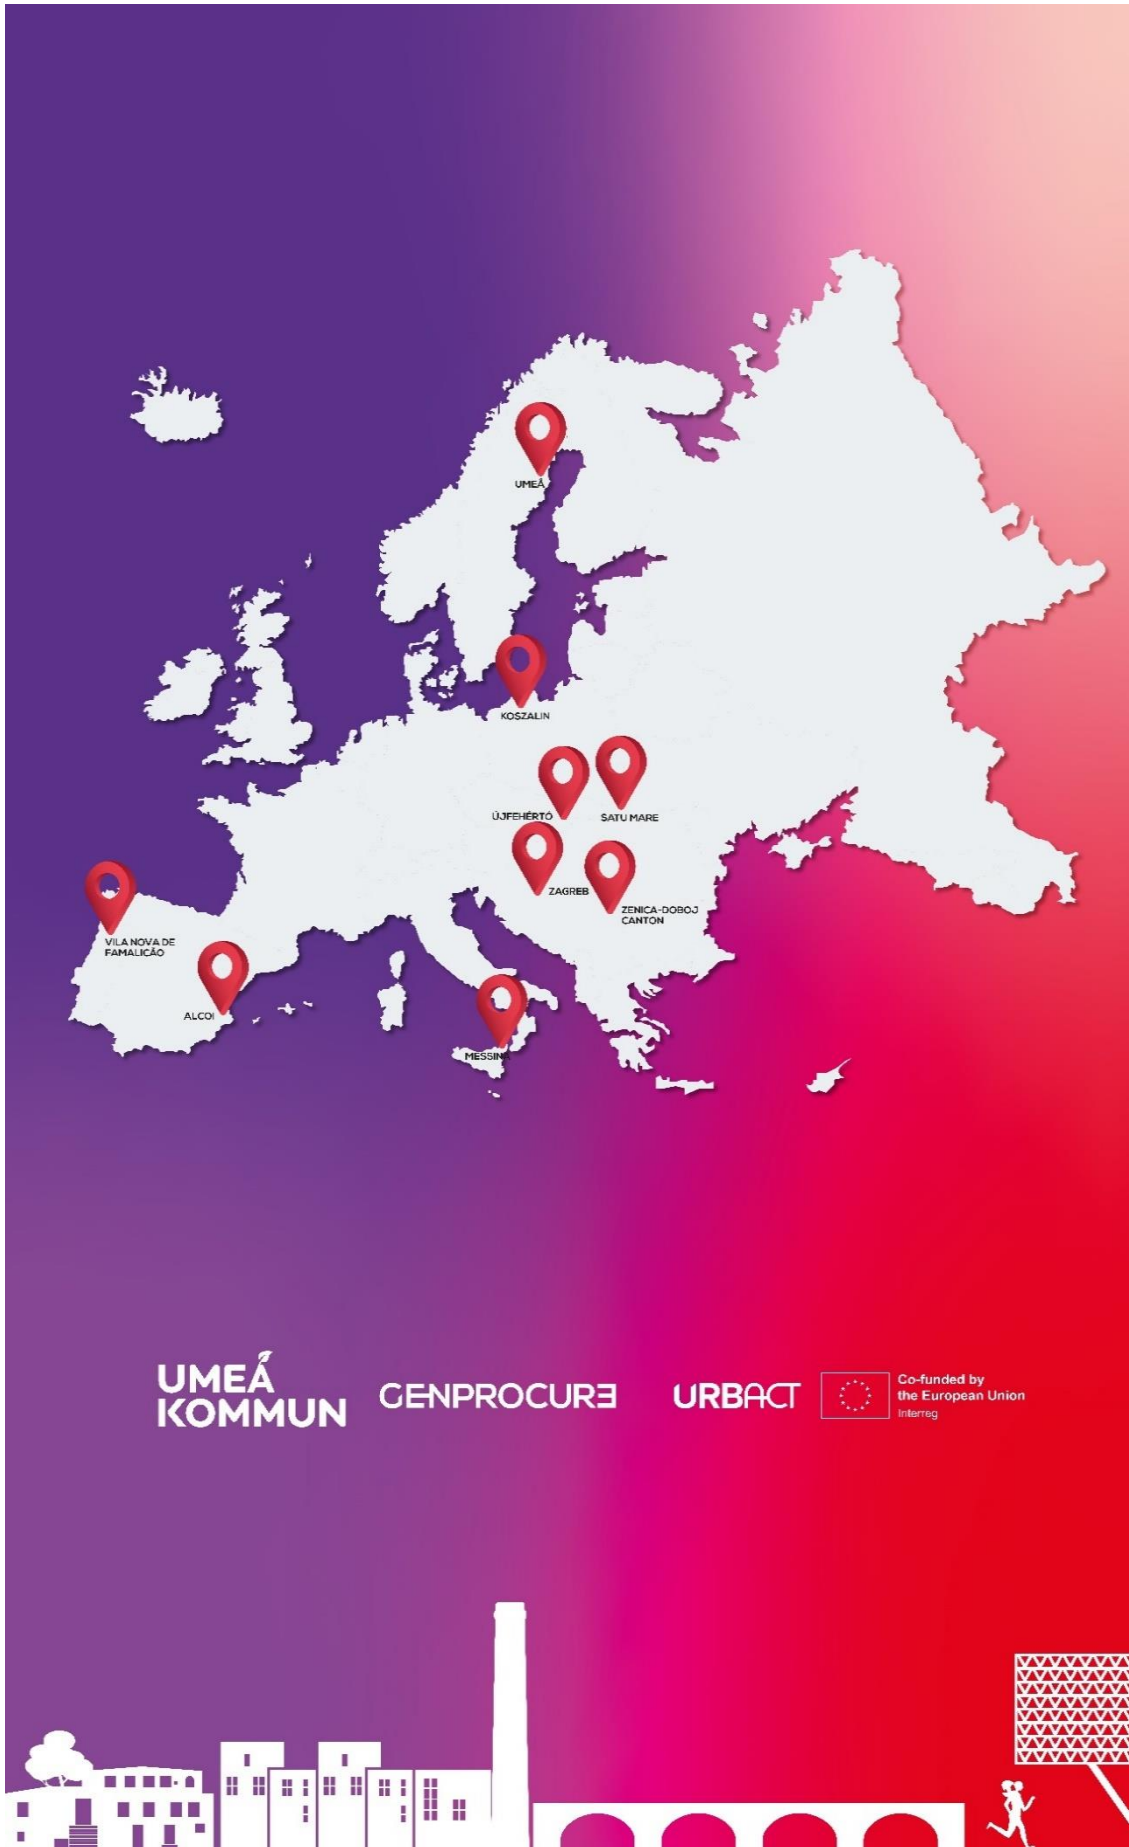 UMEÅ
KOSZALIN
ÚJFEHÉRTÓ
SATU MARE
ZAGREB
ZENICA-DOBOJ
CANTON
VILA NOVA DE
FAMALICÃO
ALCOI
MESSINA
UMEÅ
KOMMUN
GENPROCURE
URBACT
Co-funded by
the European Union
Interreg